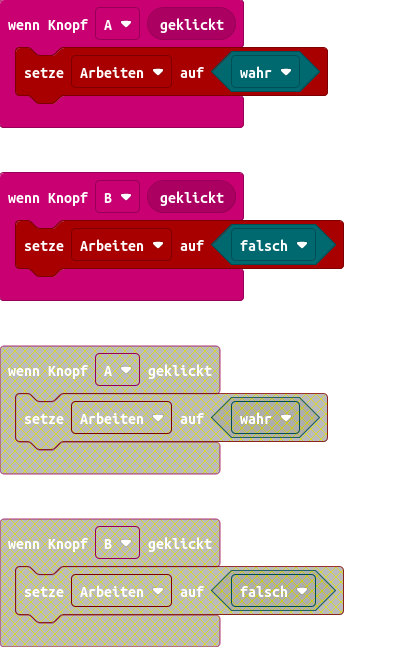 wenn Knopf A geklickt
setze Arbeiten auf wahr
wenn Knopf B geklickt
setze Arbeiten auf falsch
wenn Knopf A geklickt
setze Arbeiten auf wahr
wenn Knopf B geklickt
setze Arbeiten auf falsch